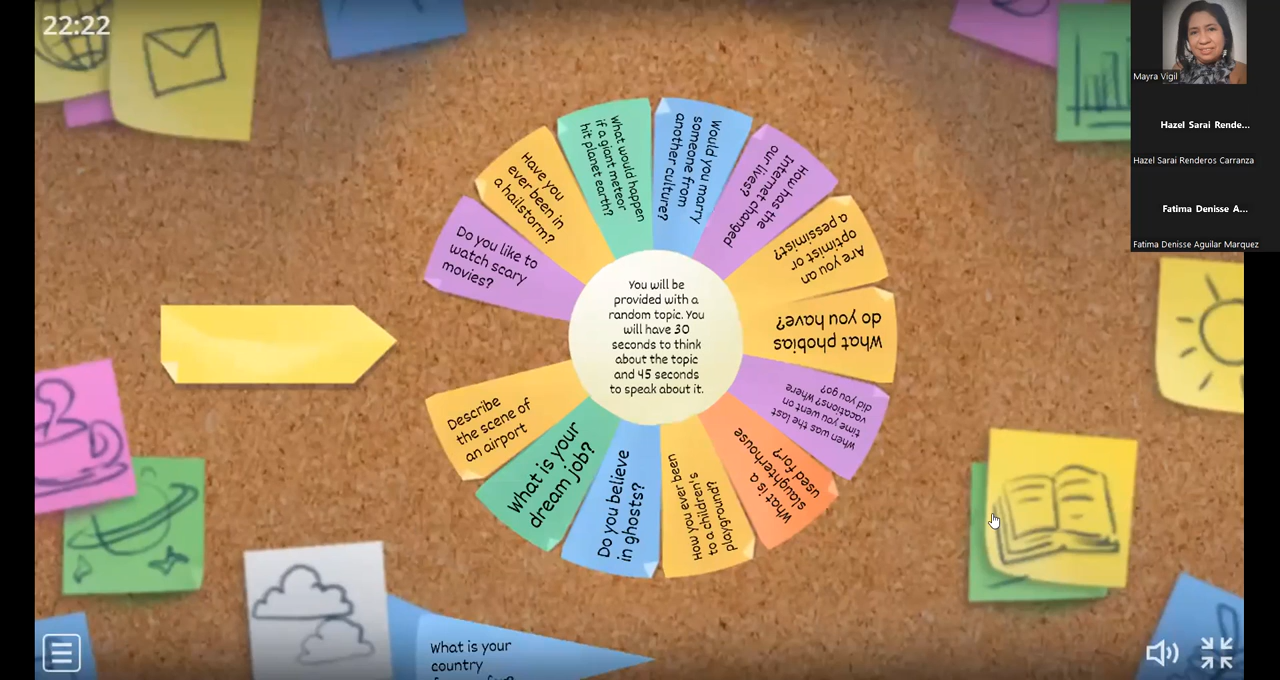 22:22
Mayra Vigil
Hazel Sarai Rende...
Hazel Sarai Renderos Carranza
Fatima Denisse A...
Fatima Denisse Aguilar Marquez
What would happen
if a giant meteor
hit planet earth?
Would you marry
someone from
another culture?
How has the
Internet changed
our lives?
Are you an
optimist or
a pessimist?
What phobias
do you have?
When was the last
time you went on
vacations? Where
did you go?
What is a
slaughterhouse
used for?
How you ever been
to a children's
playground?
Do you believe
in ghosts?
What is your
dream job?
Describe
the scene of
an airport
Do you like to
watch scary
movies?
Have you
ever been in
a hailstorm?
You will be
provided with a
random topic. You
will have 30
seconds to think
about the topic
and 45 seconds
to speak about it.
What is your
country